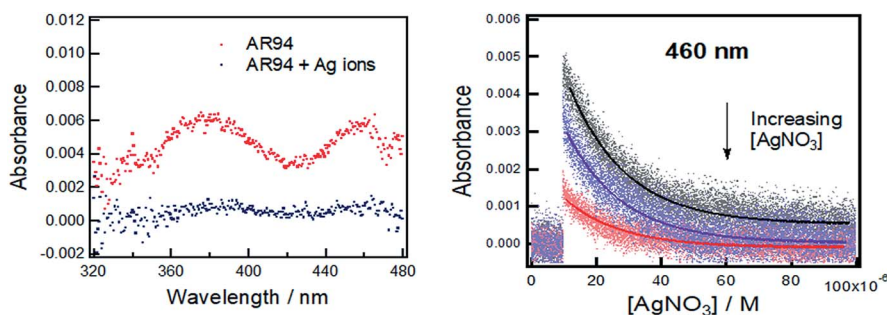 0.012
0.010
0.008
0.006
0.004
0.002
0.000
-0.002
Absorbance
AR94
AR94 + Ag ions
320
360
400
440
480
Wavelength / nm
0.006
0.005
0.004
0.003
0.002
0.001
0.000
Absorbance
460 nm
Increasing
[AgNO₃]
0
20
40
60
80
100x10⁻⁶
[AgNO₃] / M